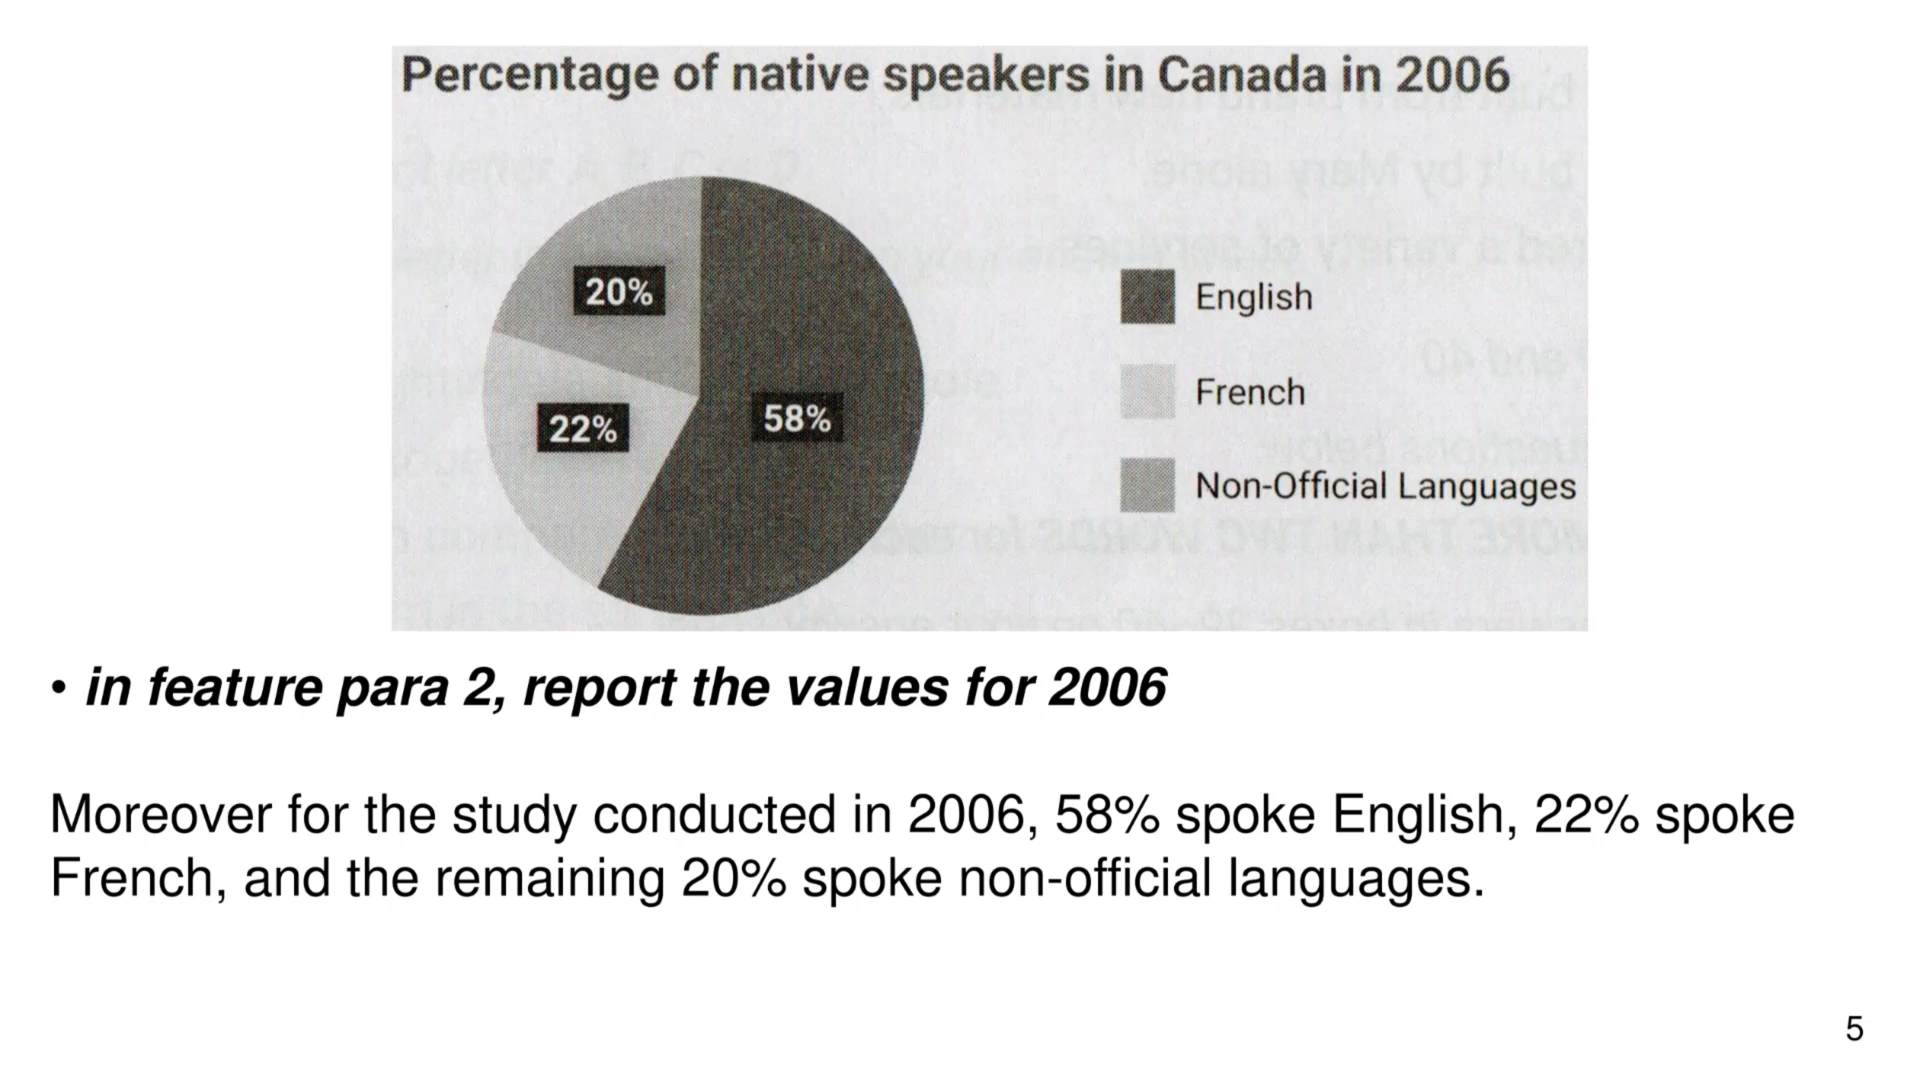 Percentage of native speakers in Canada in 2006
20%
22%
58%
English
French
Non-Official Languages
• in feature para 2, report the values for 2006
Moreover for the study conducted in 2006, 58% spoke English, 22% spoke
French, and the remaining 20% spoke non-official languages.
5